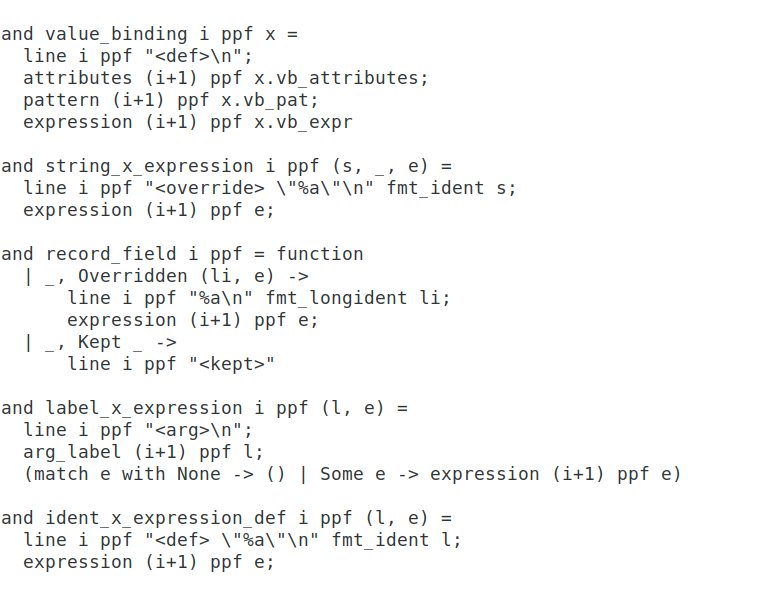 and value_binding i ppf x =
  line i ppf "<def>\n";
  attributes (i+1) ppf x.vb_attributes;
  pattern (i+1) ppf x.vb_pat;
  expression (i+1) ppf x.vb_expr

and string_x_expression i ppf (s, _, e) =
  line i ppf "<override> \"%a\"\n" fmt_ident s;
  expression (i+1) ppf e;

and record_field i ppf = function
  | _, Overridden (li, e) ->
      line i ppf "%a\n" fmt_longident li;
      expression (i+1) ppf e;
  | _, Kept _ ->
      line i ppf "<kept>"

and label_x_expression i ppf (l, e) =
  line i ppf "<arg>\n";
  arg_label (i+1) ppf l;
  (match e with None -> () | Some e -> expression (i+1) ppf e)

and ident_x_expression_def i ppf (l, e) =
  line i ppf "<def> \"%a\"\n" fmt_ident l;
  expression (i+1) ppf e;